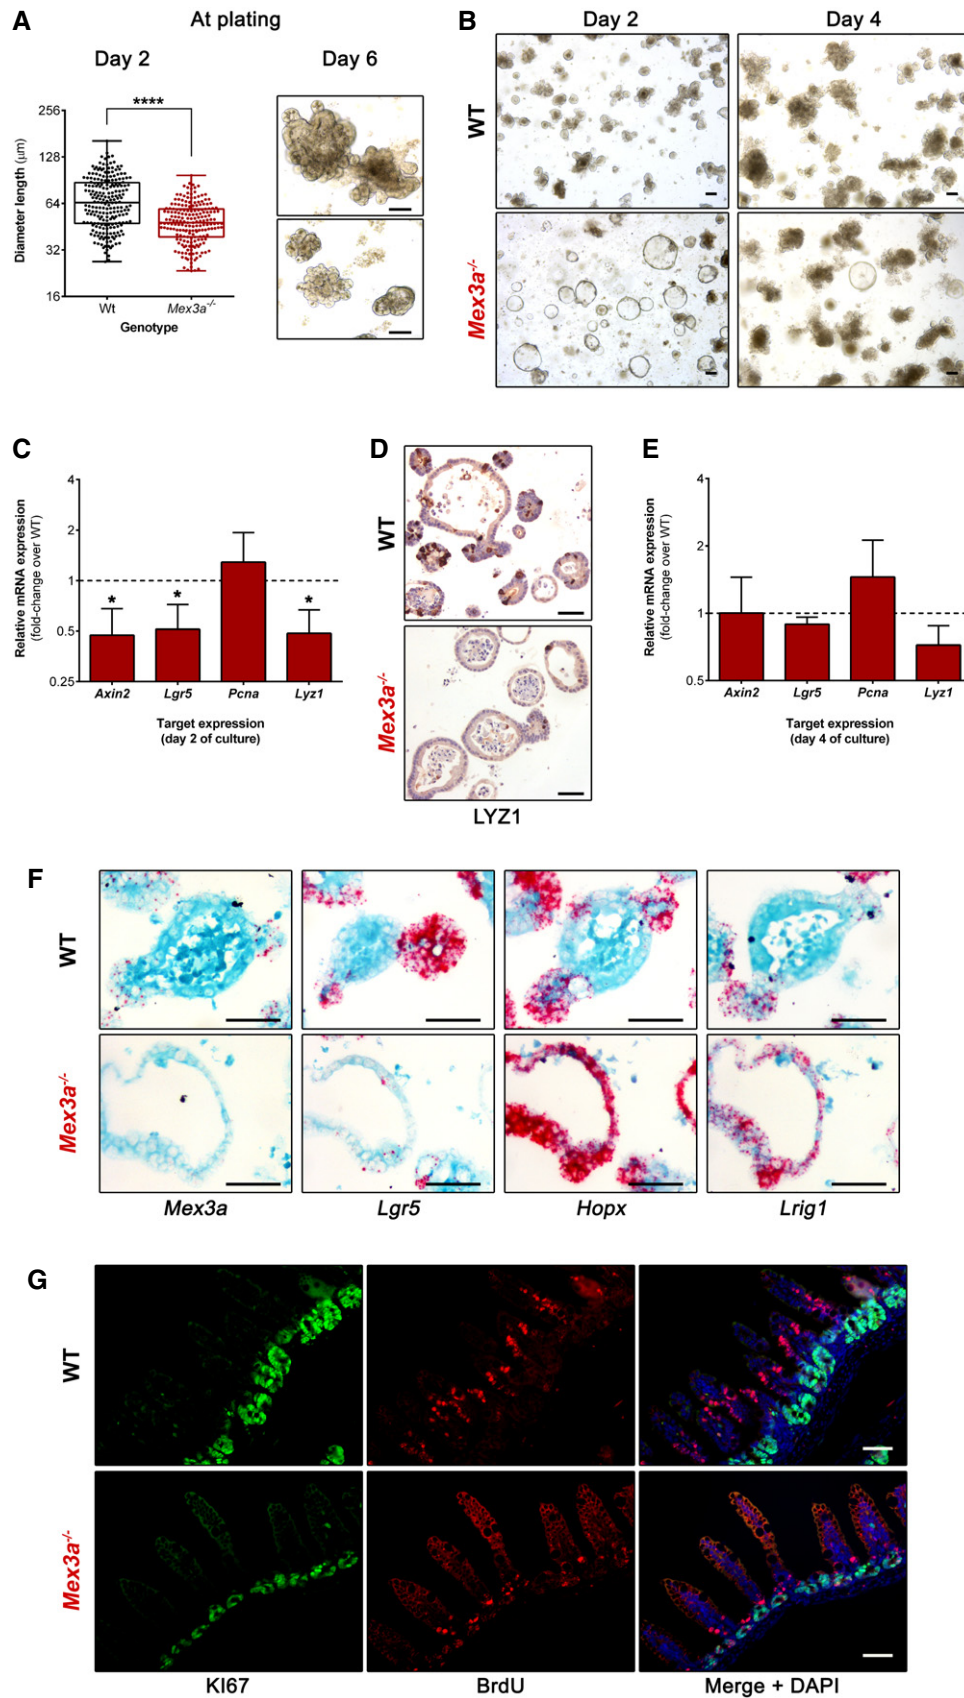 A
At plating
Day 2
Day 6
****
256
128
64
32
16
Diameter length (μm)
Wt
Mex3a-/-
Genotype
B
Day 2
Day 4
WT
Mex3a-/-
C
Relative mRNA expression
(fold-change over WT)
4
2
1
0.5
0.25
*
*
*
Axin2
Lgr5
Pcna
Lyz1
Target expression
(day 2 of culture)
D
WT
Mex3a-/-
LYZ1
E
Relative mRNA expression
(fold-change over WT)
4
2
1
0.5
Axin2
Lgr5
Pcna
Lyz1
Target expression
(day 4 of culture)
F
WT
Mex3a-/-
Mex3a
Lgr5
Hopx
Lrig1
G
WT
Mex3a-/-
KI67
BrdU
Merge + DAPI